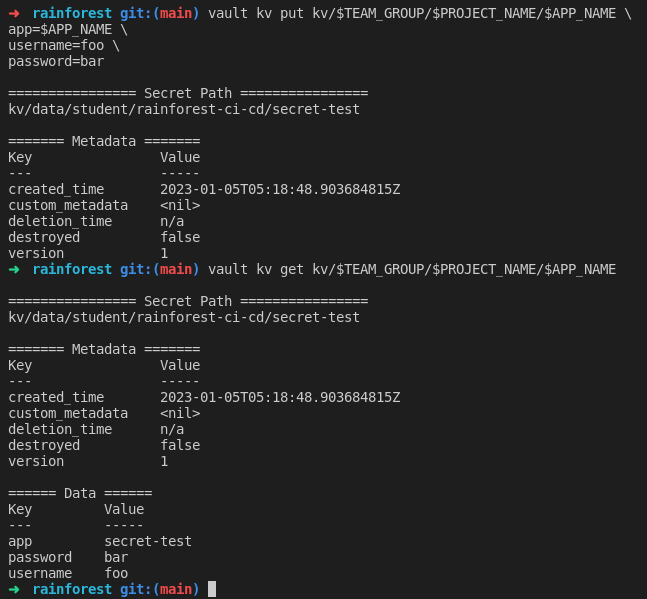 ➜  rainforest git:(main) vault kv put kv/$TEAM_GROUP/$PROJECT_NAME/$APP_NAME \
app=$APP_NAME \
username=foo \
password=bar
================ Secret Path ================
kv/data/student/rainforest-ci-cd/secret-test
======= Metadata =======
Key                Value
---                -----
created_time       2023-01-05T05:18:48.903684815Z
custom_metadata    <nil>
deletion_time      n/a
destroyed          false
version            1
➜  rainforest git:(main) vault kv get kv/$TEAM_GROUP/$PROJECT_NAME/$APP_NAME
================ Secret Path ================
kv/data/student/rainforest-ci-cd/secret-test
======= Metadata =======
Key                Value
---                -----
created_time       2023-01-05T05:18:48.903684815Z
custom_metadata    <nil>
deletion_time      n/a
destroyed          false
version            1
====== Data ======
Key         Value
---         -----
app         secret-test
password    bar
username    foo
➜  rainforest git:(main)